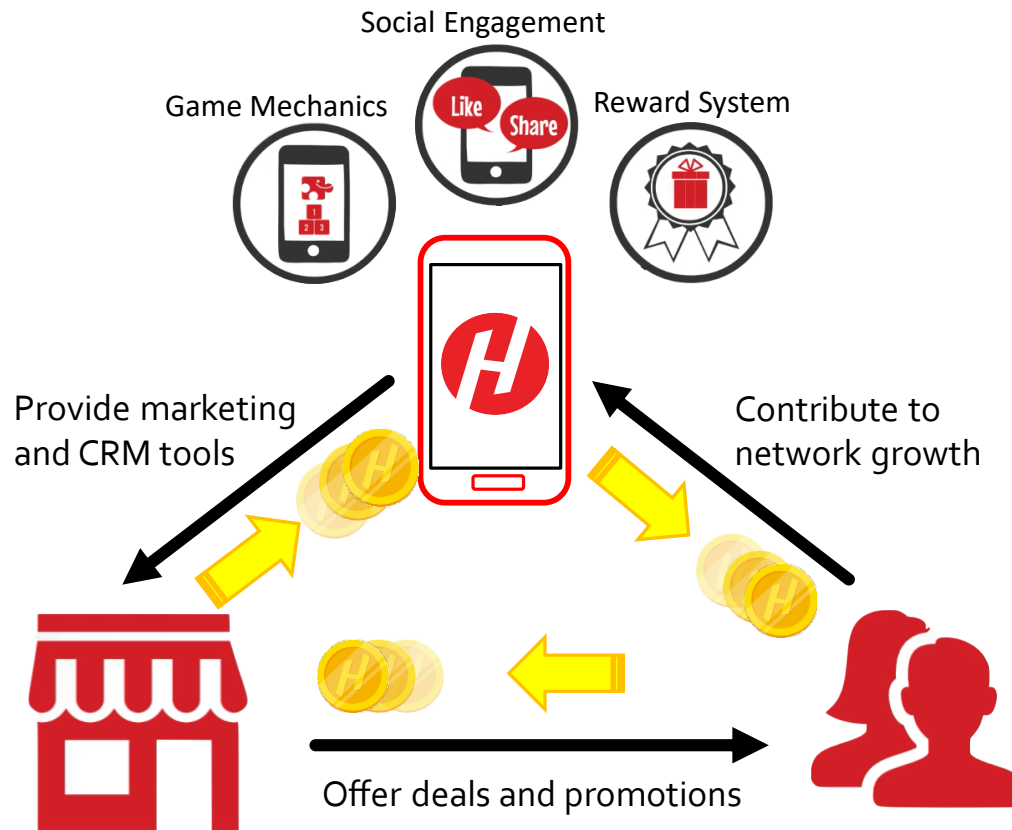 Social Engagement
Game Mechanics
Reward System
Like
Share
1
2 3
H
Provide marketing
and CRM tools
Contribute to
network growth
H
H
H
Offer deals and promotions